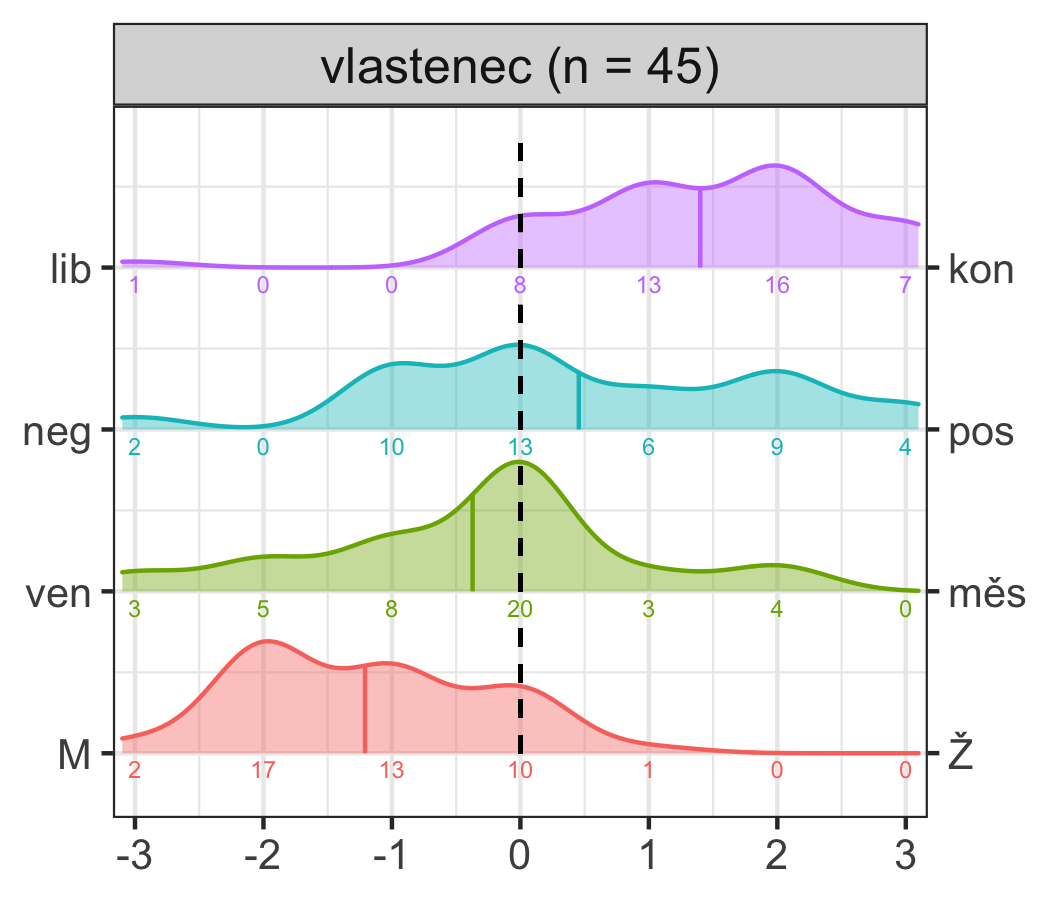 vlastenec (n = 45)
lib kon
1 0 0 8 13 16 7
neg pos
2 0 10 13 6 9 4
ven měs
3 5 8 20 3 4 0
M Ž
2 17 13 10 1 0 0
-3 -2 -1 0 1 2 3